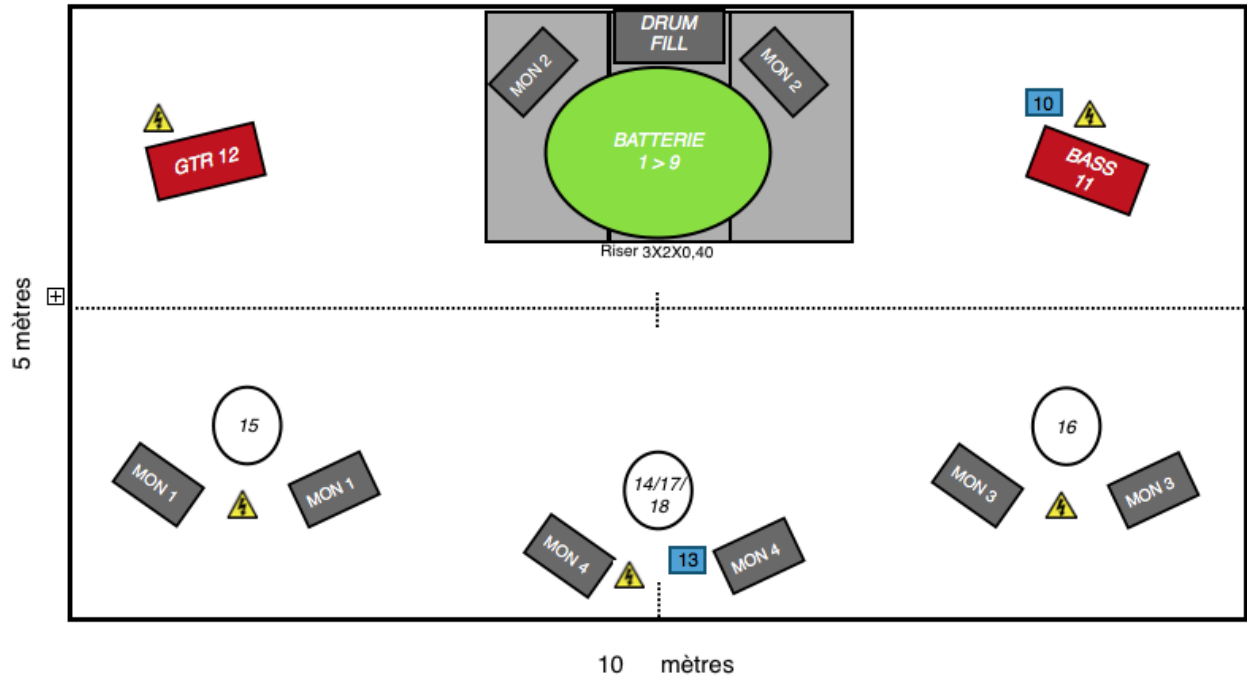 DRUM
FILL
MON 2
MON 2
10
GTR 12
BATTERIE
1 > 9
BASS
11
Riser 3X2X0,40
5 mètres
15
16
MON 1
MON 1
14/17/
18
MON 3
MON 3
MON 4
13
MON 4
10 mètres